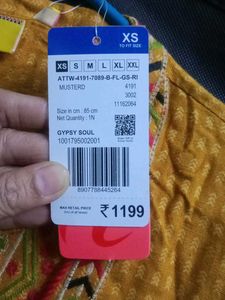 XS
TO FIT SIZE
XS S M L XL XXL
ATTW-4191-7089-B-FL-GS-RI
MUSTERD 4191
3002
11162064
Size in cm : 85 cm
Net Quantity : 1N
GYPSY SOUL
1001795002001
8907788445264
MAX RETAIL PRICE
₹ 1199